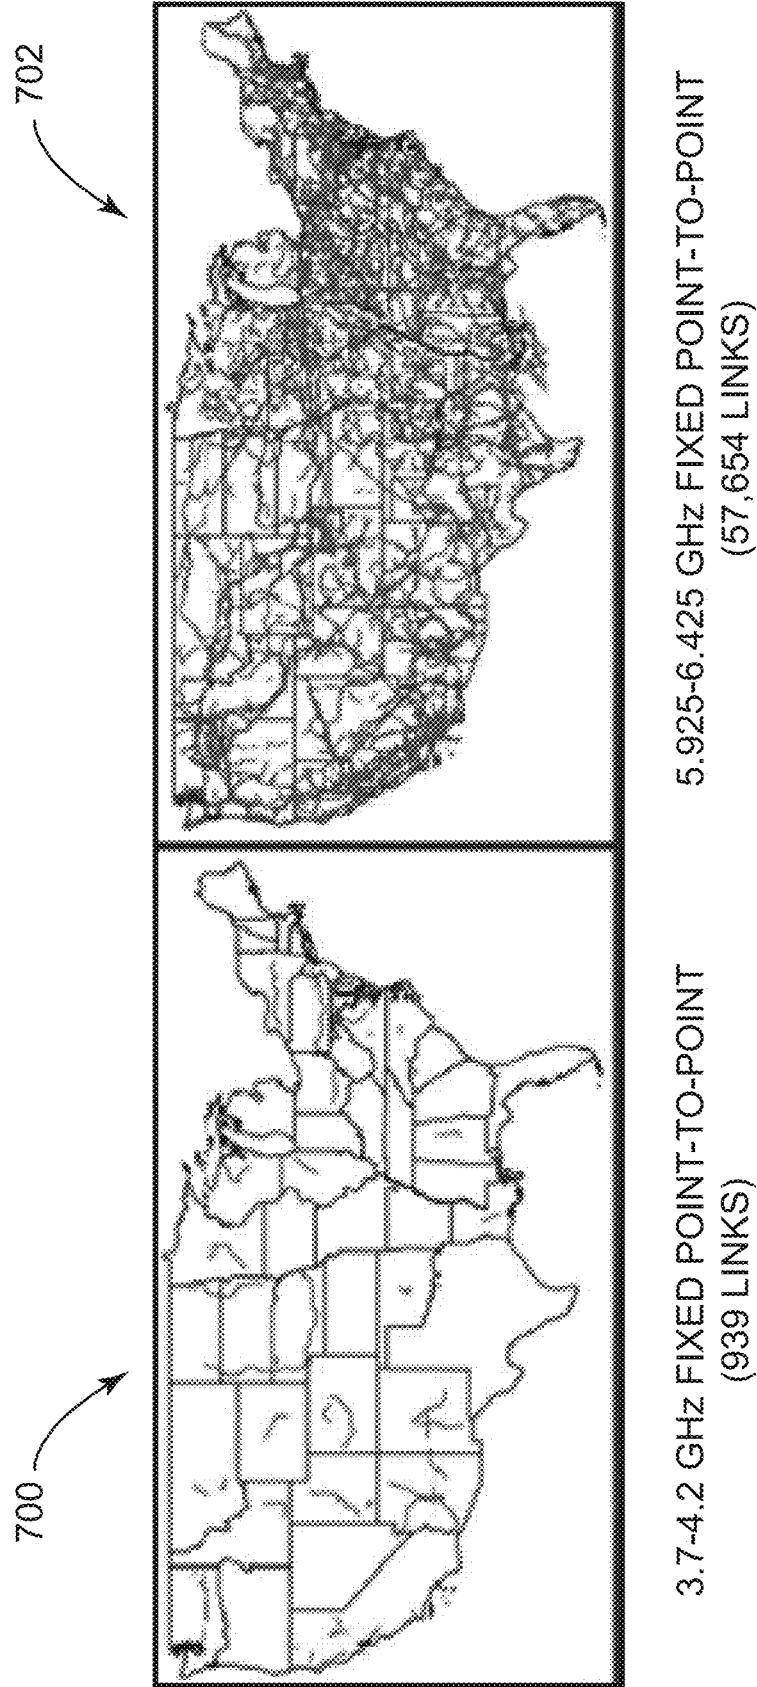 700
702
3.7-4.2 GHz FIXED POINT-TO-POINT
(939 LINKS)
5.925-6.425 GHz FIXED POINT-TO-POINT
(57,654 LINKS)